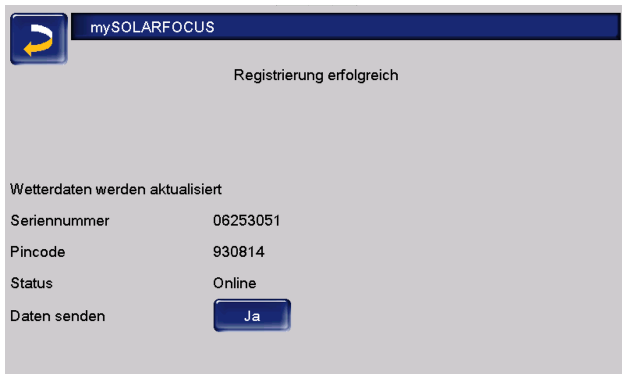 mySOLARFOCUS
Registrierung erfolgreich
Wetterdaten werden aktualisiert
Seriennummer 06253051
Pincode 930814
Status Online
Daten senden Ja